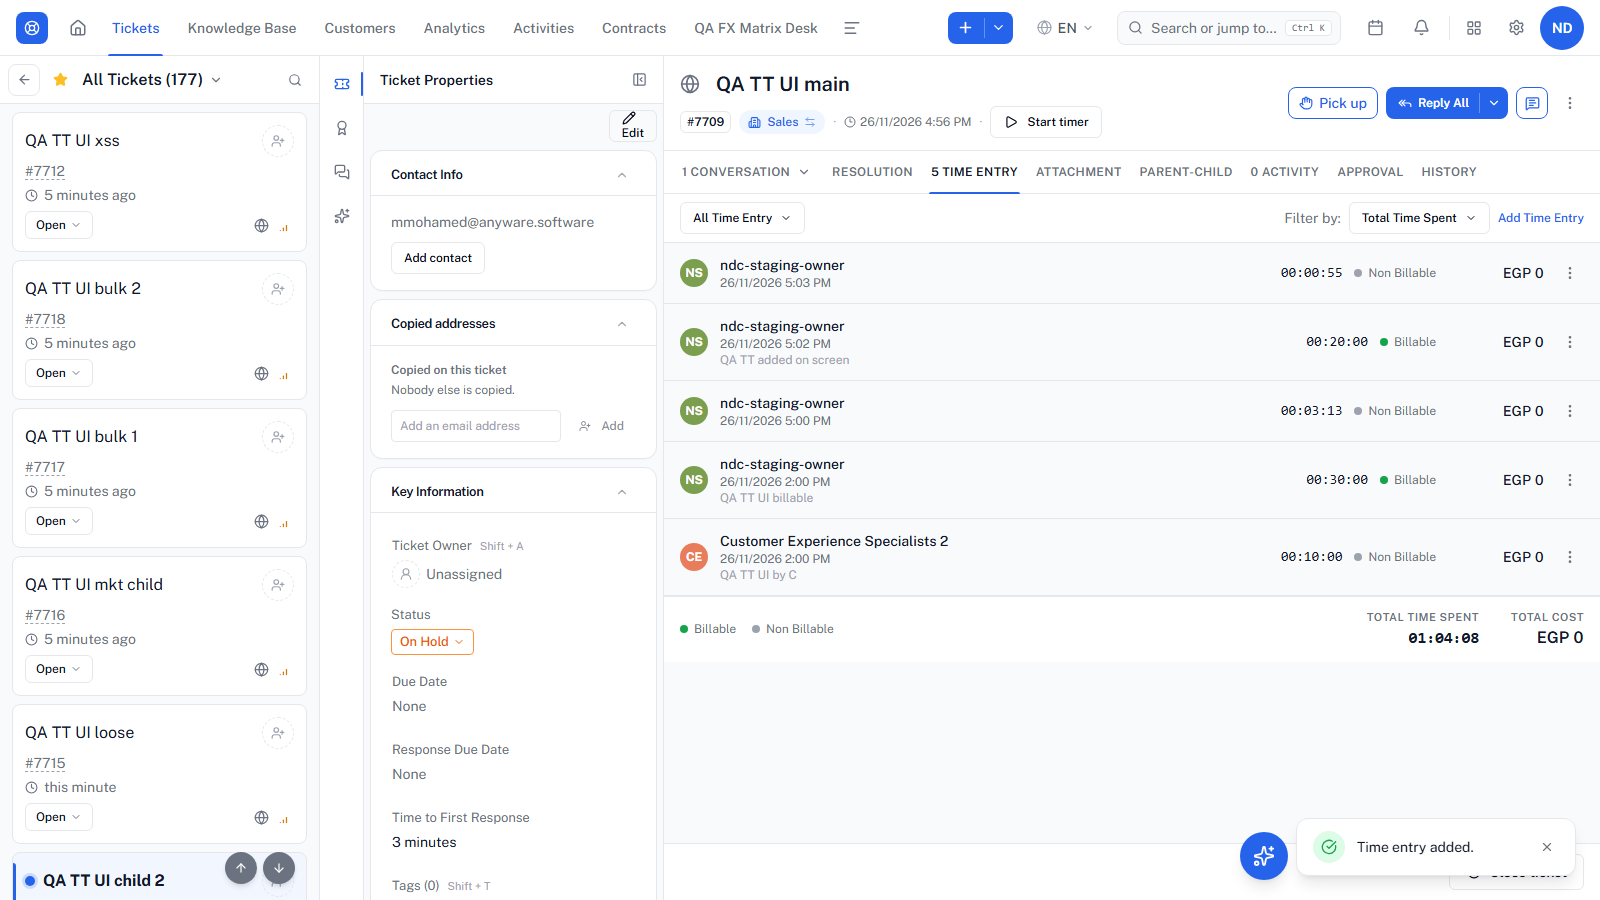 Tickets
Knowledge Base
Customers
Analytics
Activities
Contracts
QA FX Matrix Desk
EN
Search or jump to...
Ctrl K
ND
All Tickets (177)
QA TT UI xss
#7712
5 minutes ago
Open
QA TT UI bulk 2
#7718
5 minutes ago
Open
QA TT UI bulk 1
#7717
5 minutes ago
Open
QA TT UI mkt child
#7716
5 minutes ago
Open
QA TT UI loose
#7715
this minute
Open
QA TT UI child 2
Ticket Properties
Edit
Contact Info
mmohamed@anyware.software
Add contact
Copied addresses
Copied on this ticket
Nobody else is copied.
Add an email address
Add
Key Information
Ticket Owner Shift + A
Unassigned
Status
On Hold
Due Date
None
Response Due Date
None
Time to First Response
3 minutes
Tags (0) Shift + T
QA TT UI main
#7709
Sales
· 26/11/2026 4:56 PM ·
Start timer
Pick up
Reply All
1 CONVERSATION
RESOLUTION
5 TIME ENTRY
ATTACHMENT
PARENT-CHILD
0 ACTIVITY
APPROVAL
HISTORY
All Time Entry
Filter by:
Total Time Spent
Add Time Entry
NS
ndc-staging-owner
26/11/2026 5:03 PM
00:00:55
Non Billable
EGP 0
NS
ndc-staging-owner
26/11/2026 5:02 PM
QA TT added on screen
00:20:00
Billable
EGP 0
NS
ndc-staging-owner
26/11/2026 5:00 PM
00:03:13
Non Billable
EGP 0
NS
ndc-staging-owner
26/11/2026 2:00 PM
QA TT UI billable
00:30:00
Billable
EGP 0
CE
Customer Experience Specialists 2
26/11/2026 2:00 PM
QA TT UI by C
00:10:00
Non Billable
EGP 0
Billable
Non Billable
TOTAL TIME SPENT
01:04:08
TOTAL COST
EGP 0
Time entry added.